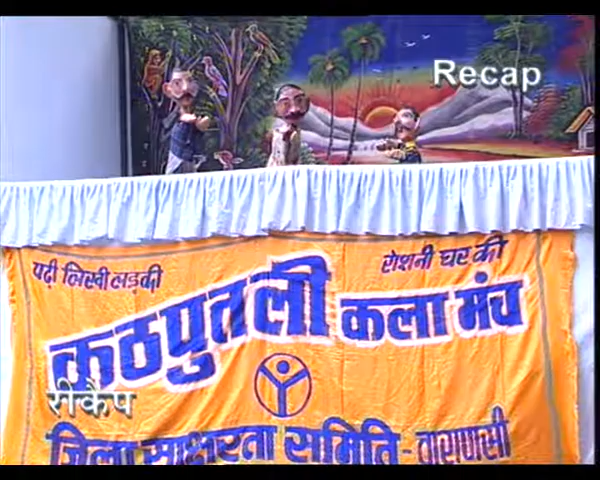 Recap
पढ़ी लिखी लड़की
रोशनी घर की
कठपुतली कला मंच
रीकैप
जिला साक्षरता समिति - वाराणसी